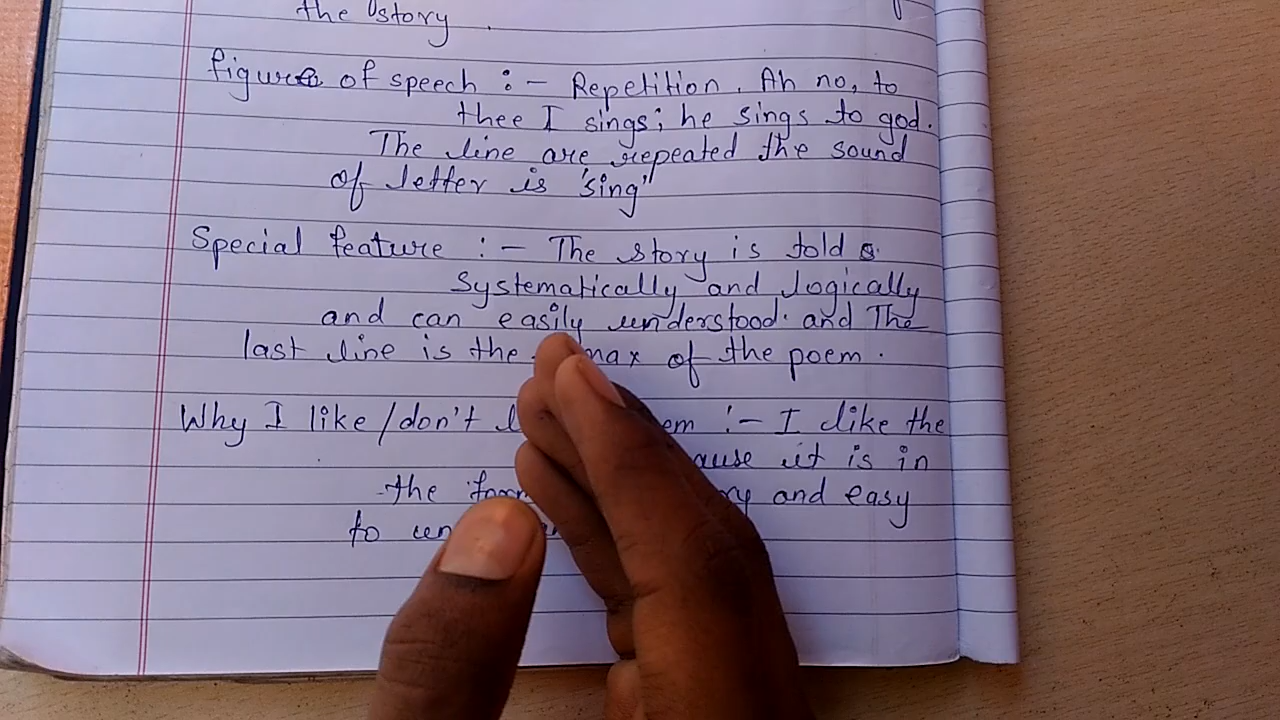 the story.
figure of speech :- Repetition. Ah no, to
thee I sings; he sings to god.
The line are repeated the sound
of letter is 'sing"
Special feature :- The story is told
Systematically and logically
and can easily understood. and The
last line is the max of the poem.
Why I like/don't :- I like the
it is in
the and easy
to